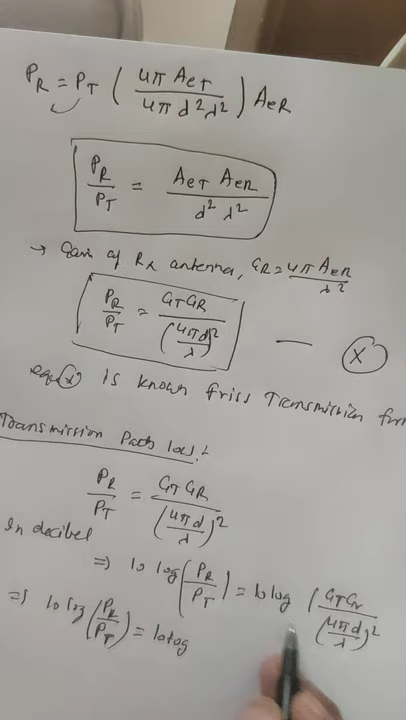 P_R = P_T ( 4π A_eT / 4π d² λ² ) A_eR
P_R / P_T = A_eT A_eR / d² λ²
→ Gain of Rx antenna, G_R = 4π A_eR / λ²
P_R / P_T = G_T G_R / (4πd / λ)² — (X)
eqn (x) is known friss Transmission for
Transmission Path loss:
P_R / P_T = G_T G_R / (4πd / λ)²
In decibel
⇒ 10 log (P_R / P_T) = 10 log ( G_T G_r / (4πd / λ)²
⇒ 10 log (P_R / P_T) = 10 log